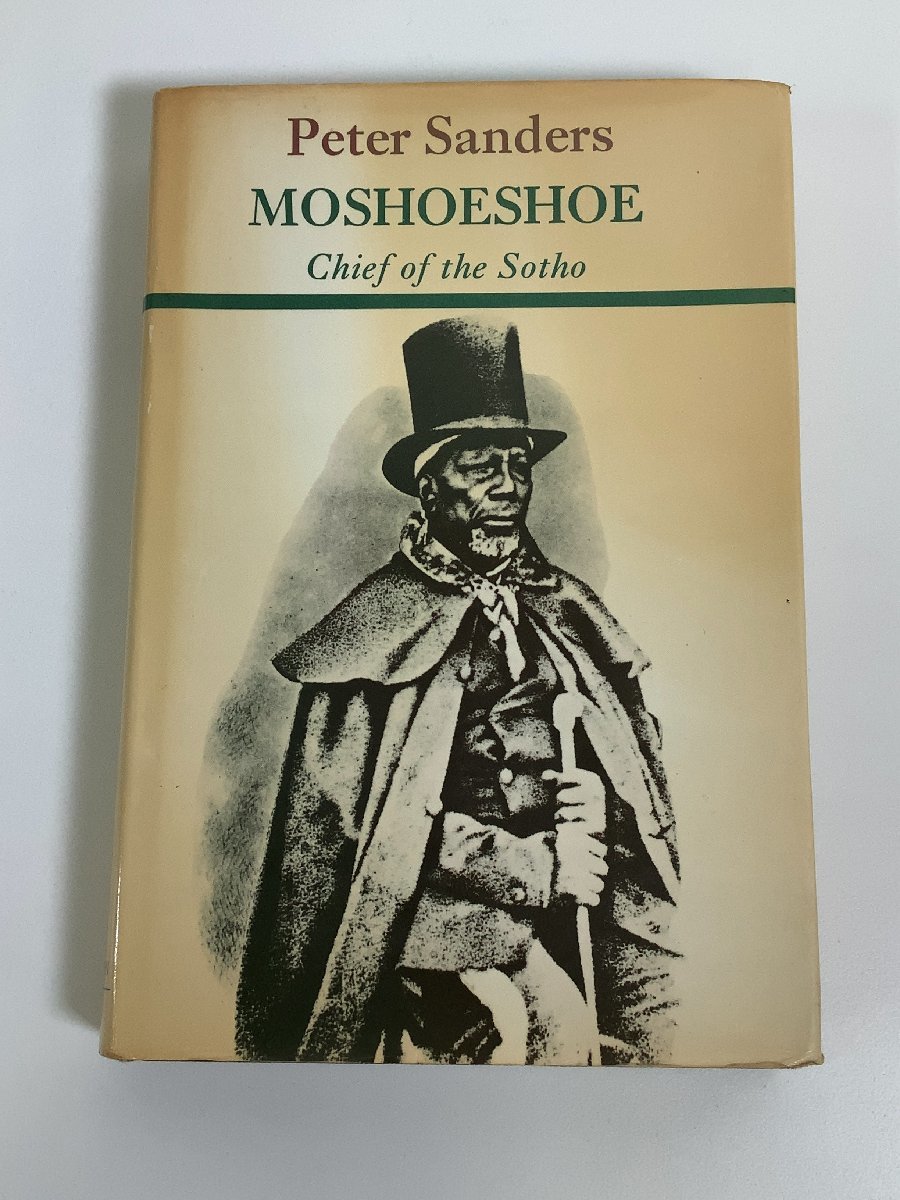 Peter Sanders
MOSHOESHOE
Chief of the Sotho